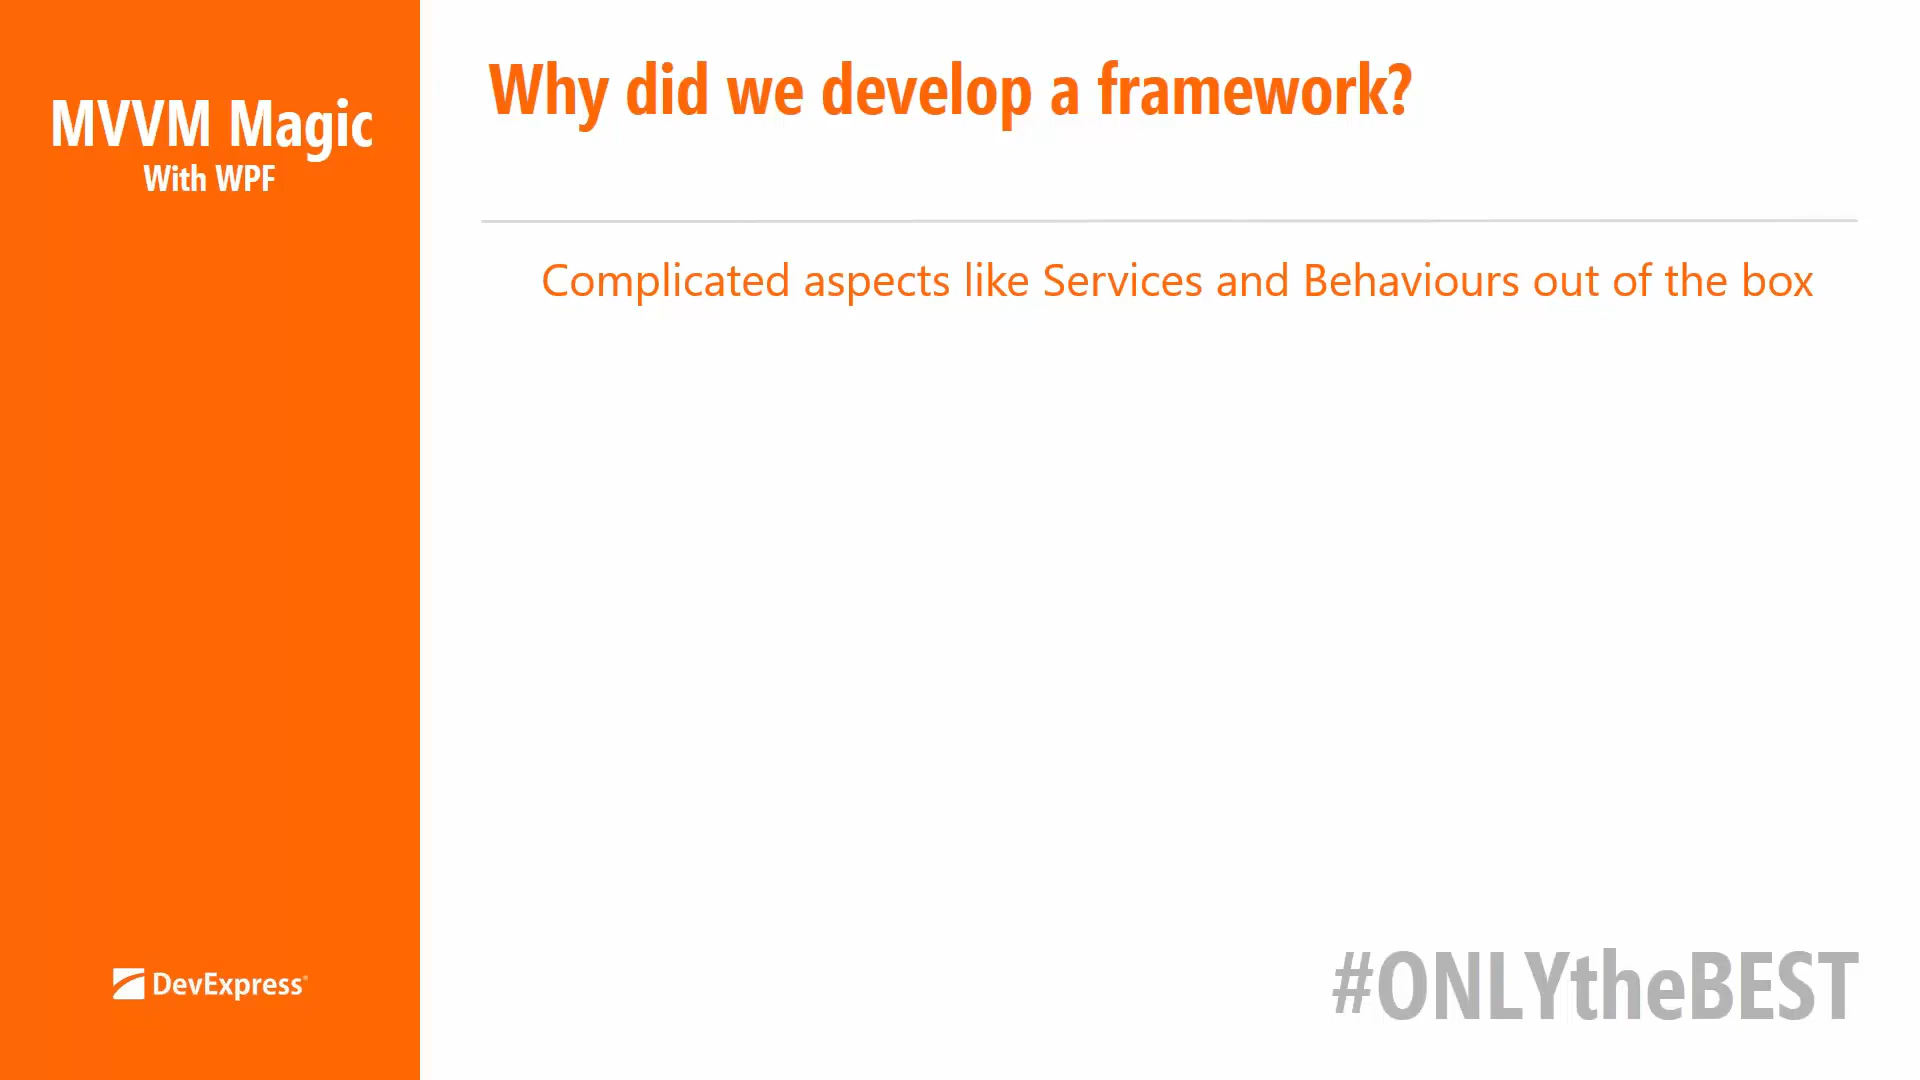 MVVM Magic
With WPF
Why did we develop a framework?
Complicated aspects like Services and Behaviours out of the box
DevExpress
#ONLYtheBEST